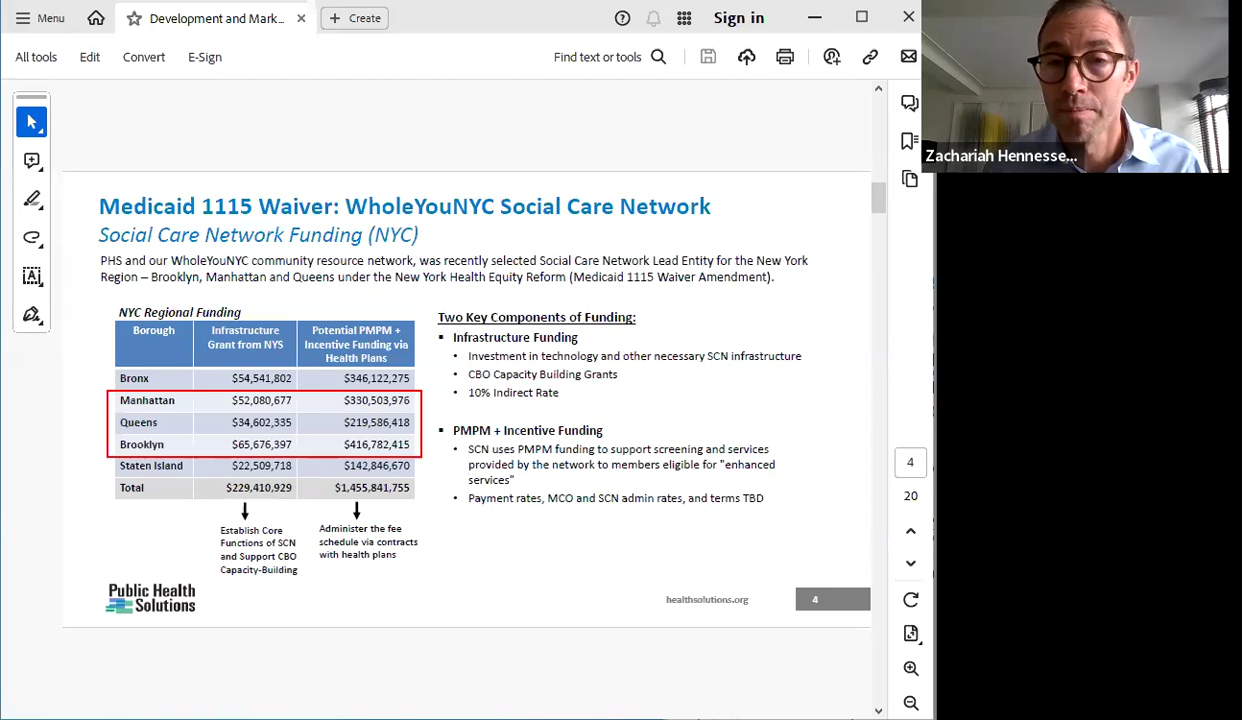 Menu
Development and Mark...
Create
Sign in
All tools
Edit
Convert
E-Sign
Find text or tools
Zachariah Hennesse...
Medicaid 1115 Waiver: WholeYouNYC Social Care Network
Social Care Network Funding (NYC)
PHS and our WholeYouNYC community resource network, was recently selected Social Care Network Lead Entity for the New York
Region – Brooklyn, Manhattan and Queens under the New York Health Equity Reform (Medicaid 1115 Waiver Amendment).
NYC Regional Funding
Borough Infrastructure Grant from NYS Potential PMPM + Incentive Funding via Health Plans
Bronx $54,541,802 $346,122,275
Manhattan $52,080,677 $330,503,976
Queens $34,602,335 $219,586,418
Brooklyn $65,676,397 $416,782,415
Staten Island $22,509,718 $142,846,670
Total $229,410,929 $1,455,841,755
Establish Core
Functions of SCN
and Support CBO
Capacity-Building
Administer the fee
schedule via contracts
with health plans
Two Key Components of Funding:
Infrastructure Funding
Investment in technology and other necessary SCN infrastructure
CBO Capacity Building Grants
10% Indirect Rate
PMPM + Incentive Funding
SCN uses PMPM funding to support screening and services
provided by the network to members eligible for "enhanced
services"
Payment rates, MCO and SCN admin rates, and terms TBD
Public Health
Solutions
healthsolutions.org
4
4
20